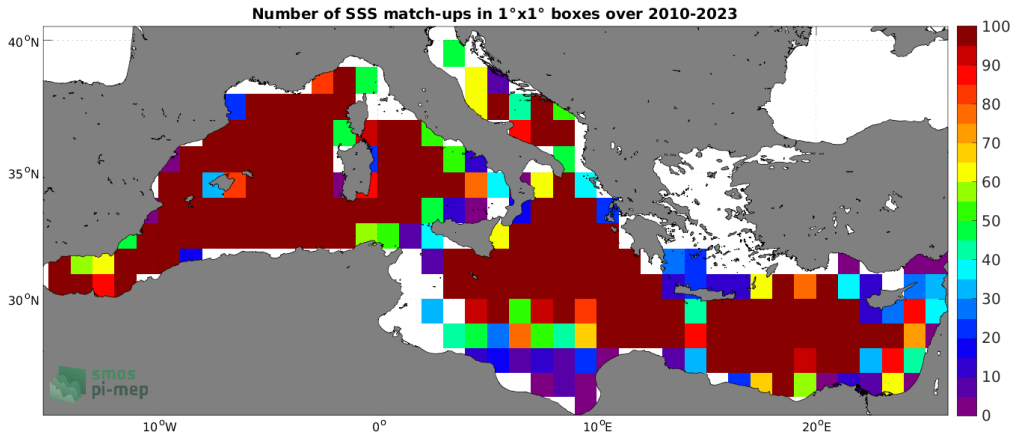 Number of SSS match-ups in 1°x1° boxes over 2010-2023
40°N
35°N
30°N
10°W
0°
10°E
20°E
100
90
80
70
60
50
40
30
20
10
0
smos
pi-mep